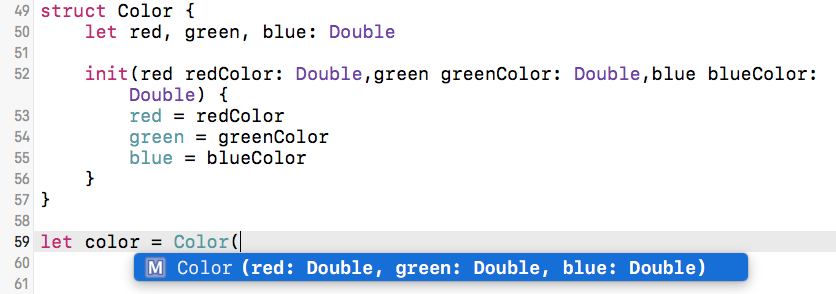 49 struct Color {
50     let red, green, blue: Double
51
52     init(red redColor: Double,green greenColor: Double,blue blueColor:
            Double) {
53         red = redColor
54         green = greenColor
55         blue = blueColor
56     }
57 }
58
59 let color = Color(
60 M Color (red: Double, green: Double, blue: Double)
61